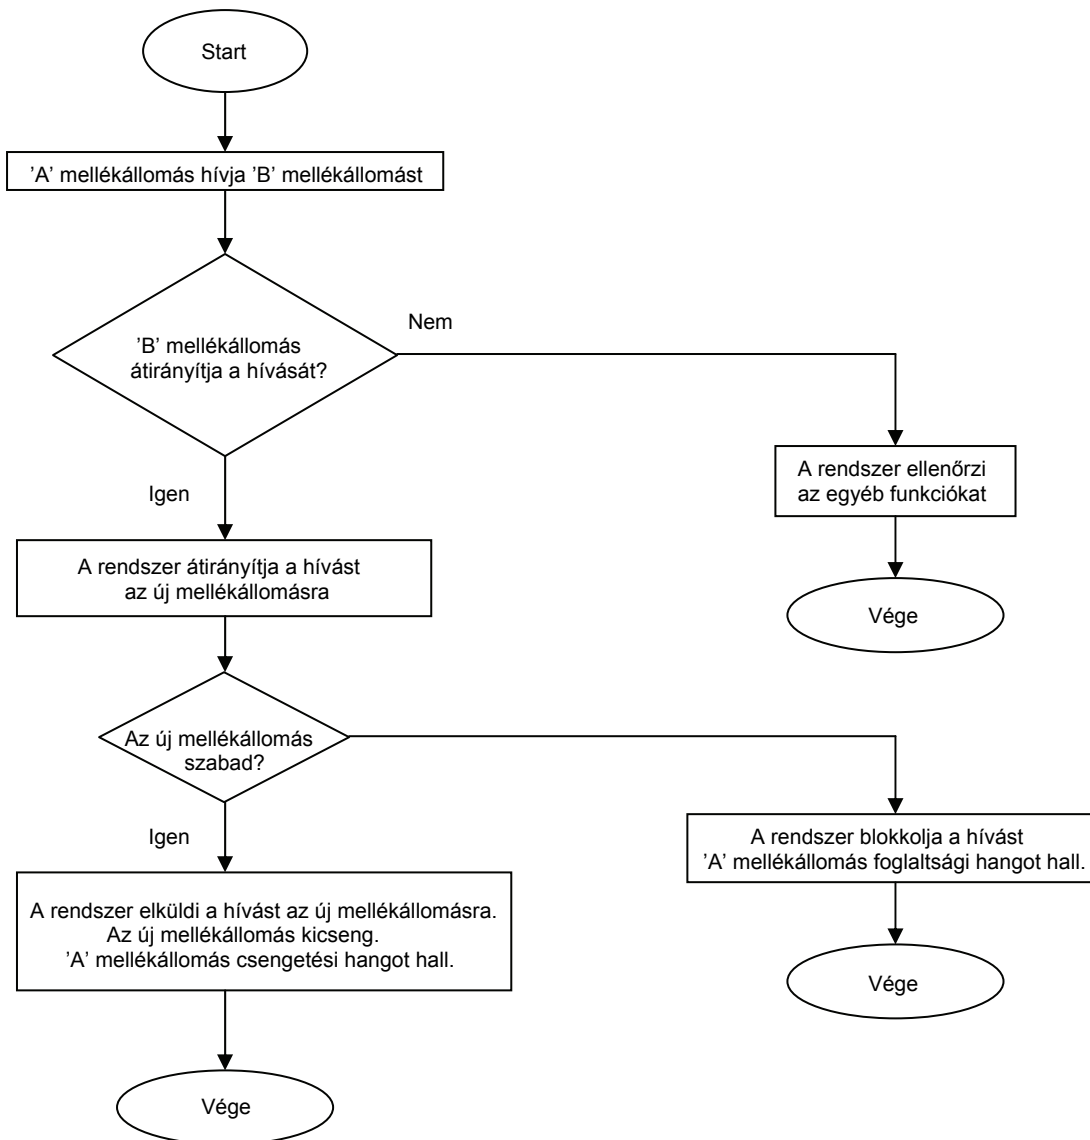 Start
’A’ mellékállomás hívja ’B’ mellékállomást
Nem
’B’ mellékállomás
átirányítja a hívását?
Igen
A rendszer ellenőrzi
az egyéb funkciókat
A rendszer átirányítja a hívást
az új mellékállomásra
Vége
Az új mellékállomás
szabad?
Igen
A rendszer blokkolja a hívást
’A’ mellékállomás foglaltsági hangot hall.
A rendszer elküldi a hívást az új mellékállomásra.
Az új mellékállomás kicseng.
’A’ mellékállomás csengetési hangot hall.
Vége
Vége